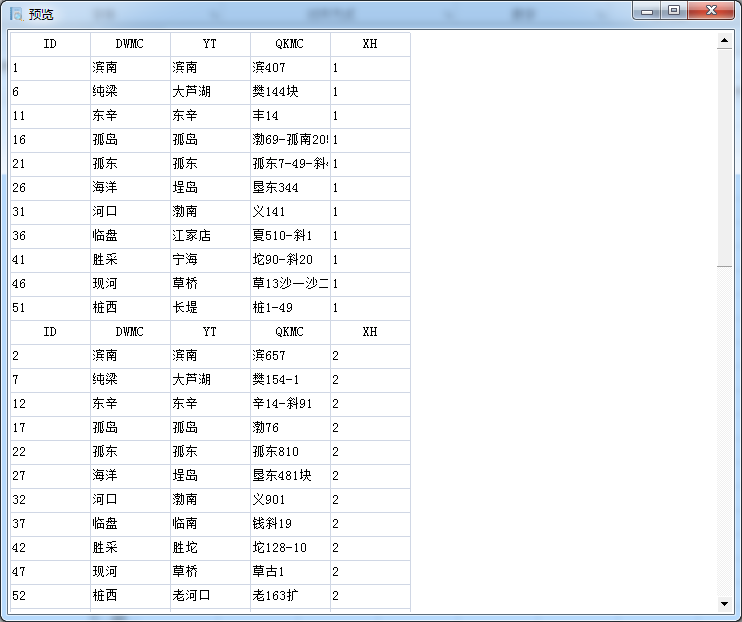 预览
ID DWMC YT QKMC XH
1 滨南 滨南 滨407 1
6 纯梁 大芦湖 樊144块 1
11 东辛 东辛 丰14 1
16 孤岛 孤岛 渤69-孤南20 1
21 孤东 孤东 孤东7-49-斜 1
26 海洋 埕岛 垦东344 1
31 河口 渤南 义141 1
36 临盘 江家店 夏510-斜1 1
41 胜采 宁海 坨90-斜20 1
46 现河 草桥 草13沙一沙二 1
51 桩西 长堤 桩1-49 1
ID DWMC YT QKMC XH
2 滨南 滨南 滨657 2
7 纯梁 大芦湖 樊154-1 2
12 东辛 东辛 辛14-斜91 2
17 孤岛 孤岛 渤76 2
22 孤东 孤东 孤东810 2
27 海洋 埕岛 垦东481块 2
32 河口 渤南 义901 2
37 临盘 临南 钱斜19 2
42 胜采 胜坨 坨128-10 2
47 现河 草桥 草古1 2
52 桩西 老河口 老163扩 2